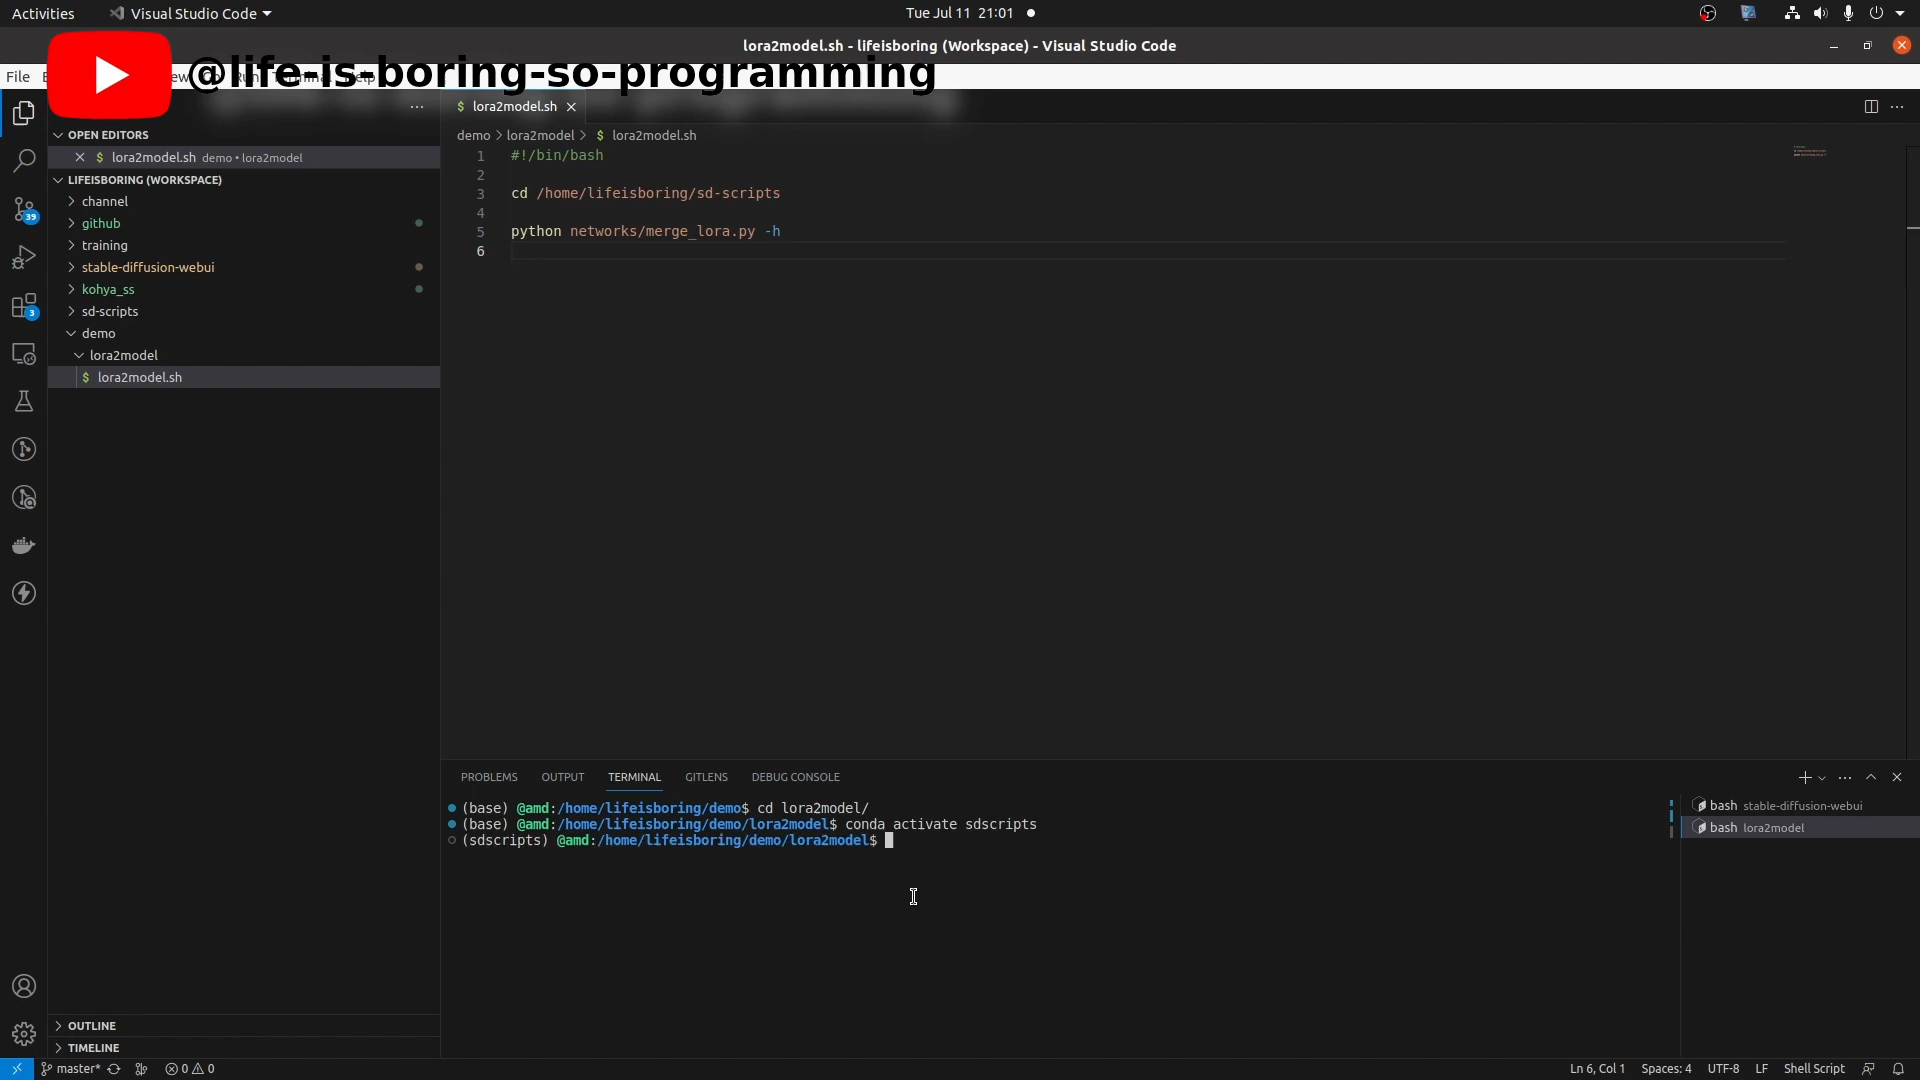 Activities
Visual Studio Code
Tue Jul 11 21:01
lora2model.sh - lifeisboring (Workspace) - Visual Studio Code
@life-is-boring-so-programming
File
lora2model.sh
OPEN EDITORS
lora2model.sh demo • lora2model
LIFEISBORING (WORKSPACE)
channel
github
training
stable-diffusion-webui
kohya_ss
sd-scripts
demo
lora2model
lora2model.sh
39
3
demo > lora2model > $ lora2model.sh
1 #!/bin/bash
2
3 cd /home/lifeisboring/sd-scripts
4
5 python networks/merge_lora.py -h
6
PROBLEMS OUTPUT TERMINAL GITLENS DEBUG CONSOLE
(base) @amd:/home/lifeisboring/demo$ cd lora2model/
(base) @amd:/home/lifeisboring/demo/lora2model$ conda activate sdscripts
(sdscripts) @amd:/home/lifeisboring/demo/lora2model$
bash stable-diffusion-webui
bash lora2model
OUTLINE
TIMELINE
master* 0 0
Ln 6, Col 1 Spaces: 4 UTF-8 LF Shell Script